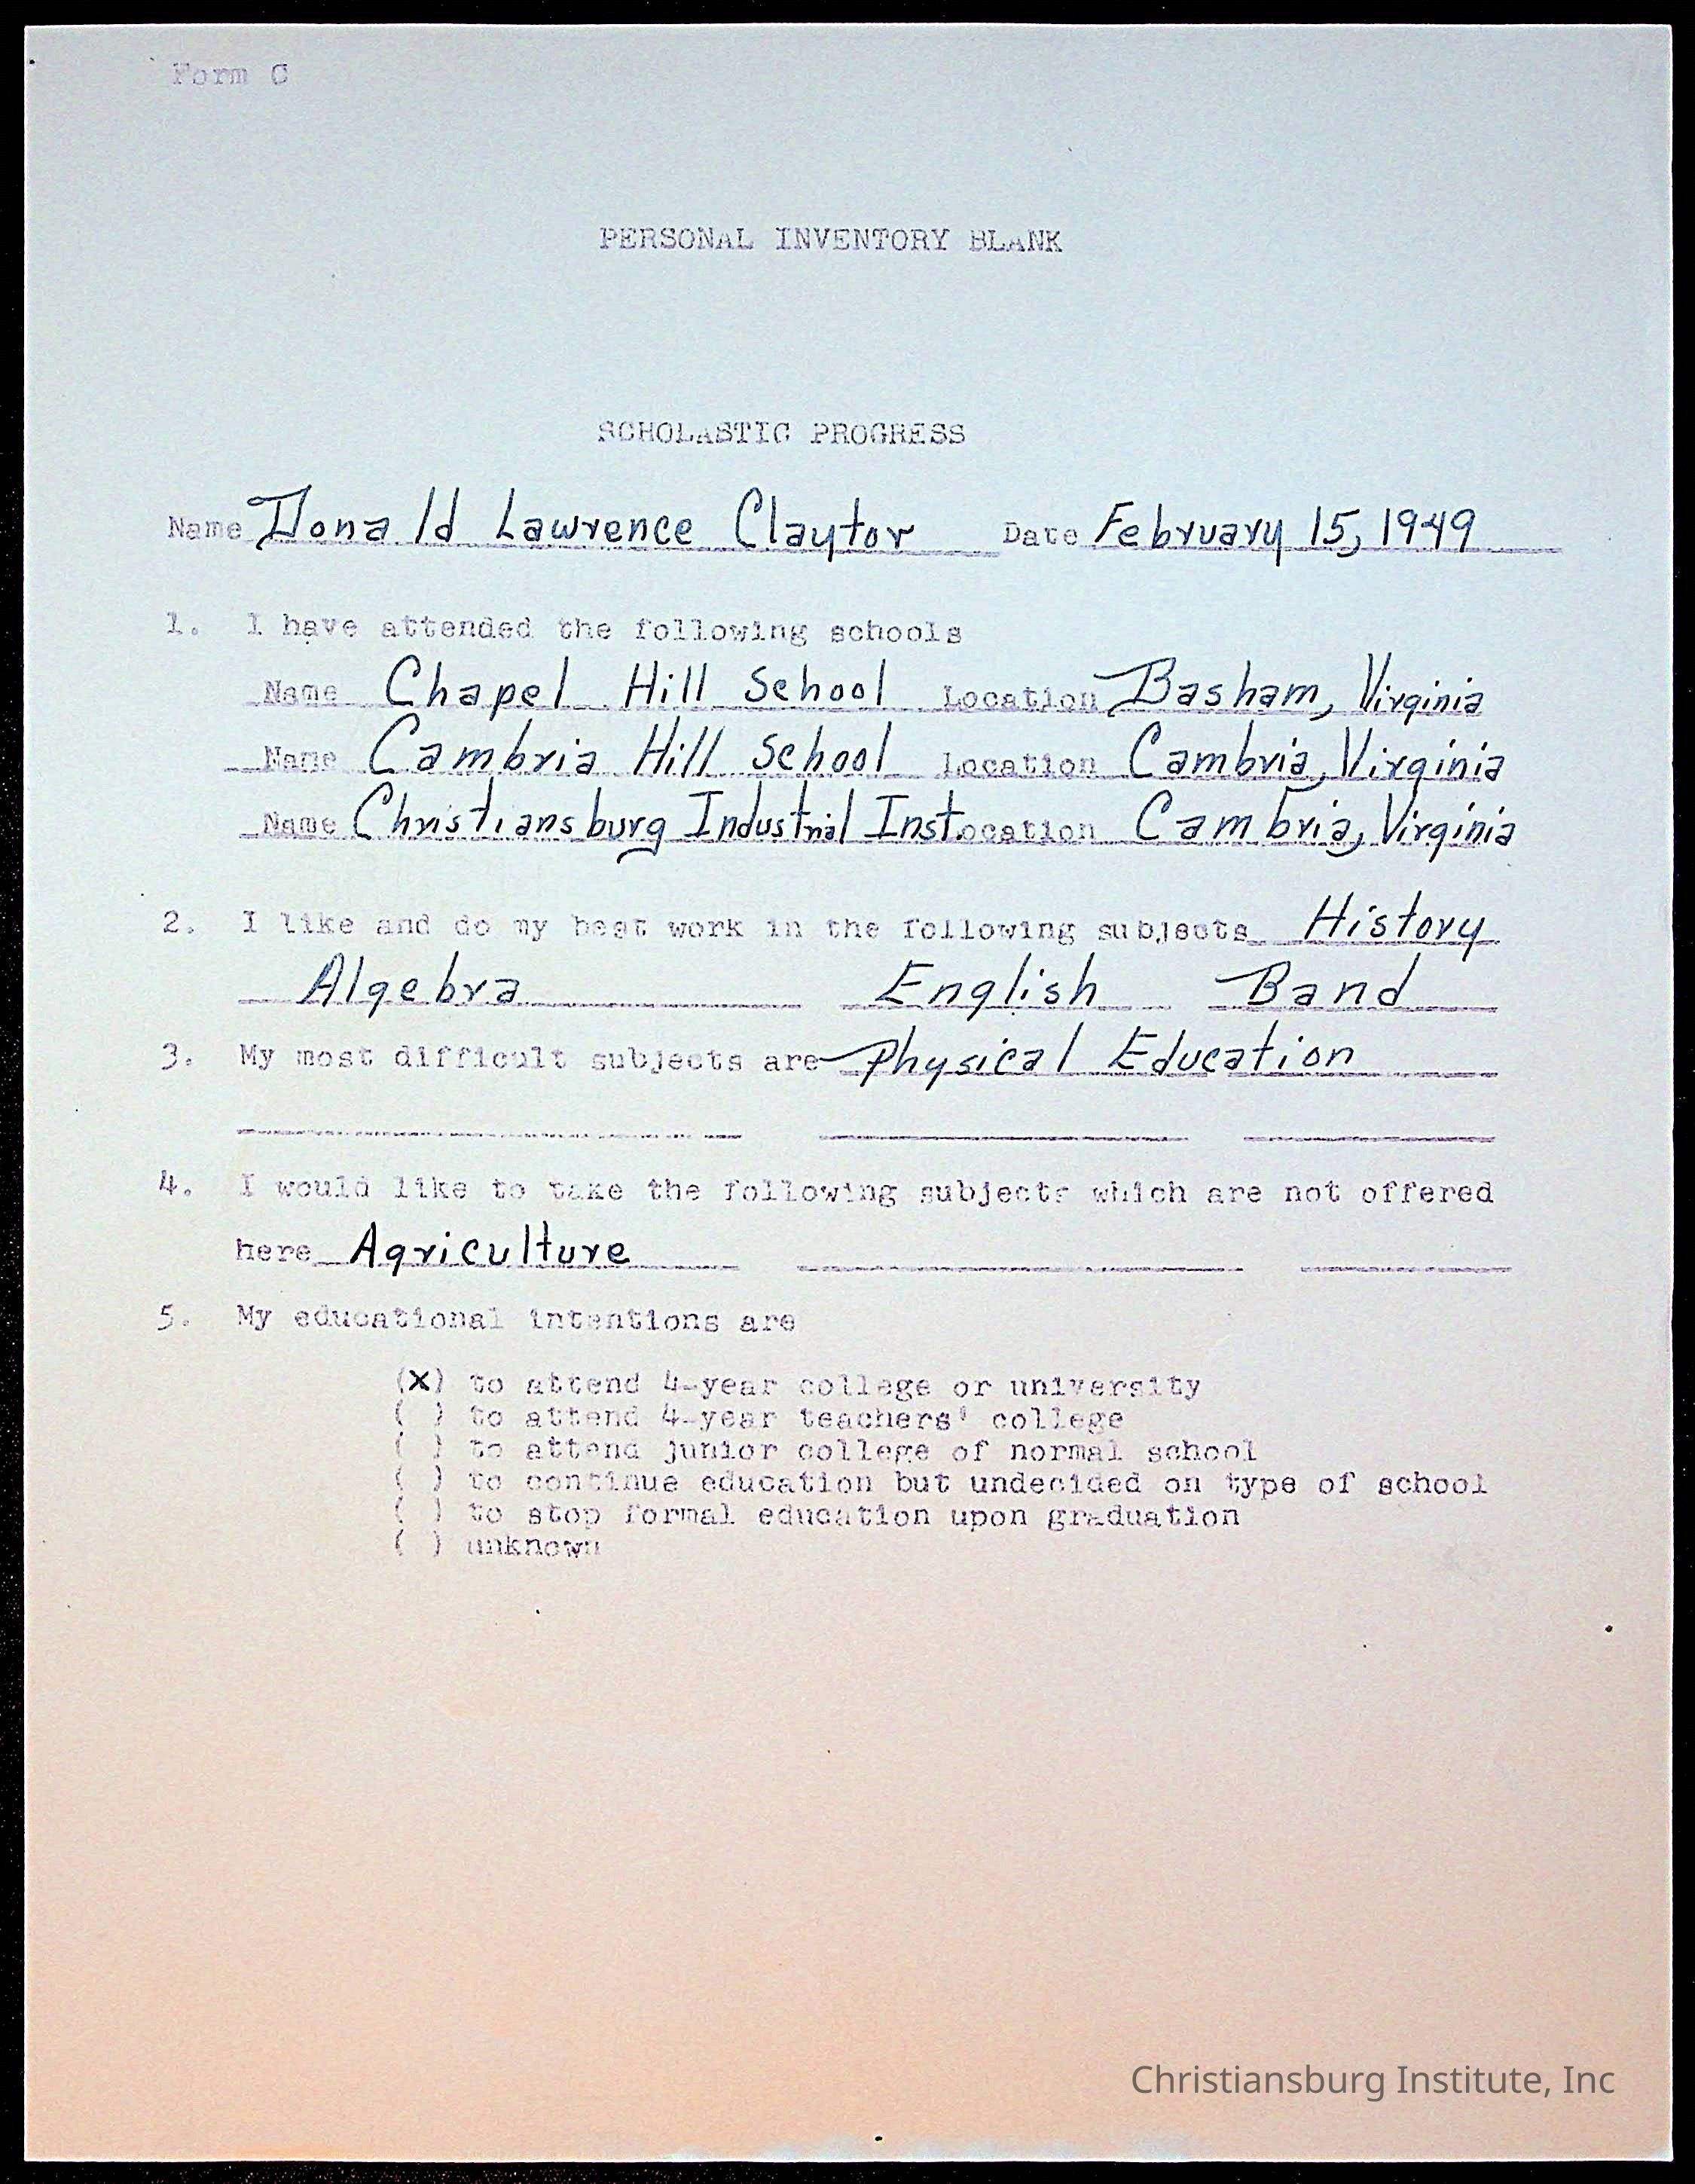 Form C
PERSONAL INVENTORY BLANK
SCHOLASTIC PROGRESS
Name Donald Lawrence Claytor Date February 15, 1949
1. I have attended the following schools
Name Chapel Hill School Location Basham, Virginia
Name Cambria Hill School Location Cambria, Virginia
Name Christiansburg Industrial Inst. Location Cambria, Virginia
2. I like and do my best work in the following subjects History
Algebra English Band
3. My most difficult subjects are Physical Education
4. I would like to take the following subjects which are not offered
here Agriculture
5. My educational intentions are
(x) to attend 4-year college or university
( ) to attend 4-year teachers' college
( ) to attend junior college of normal school
( ) to continue education but undecided on type of school
( ) to stop formal education upon graduation
( ) unknown
Christiansburg Institute, Inc